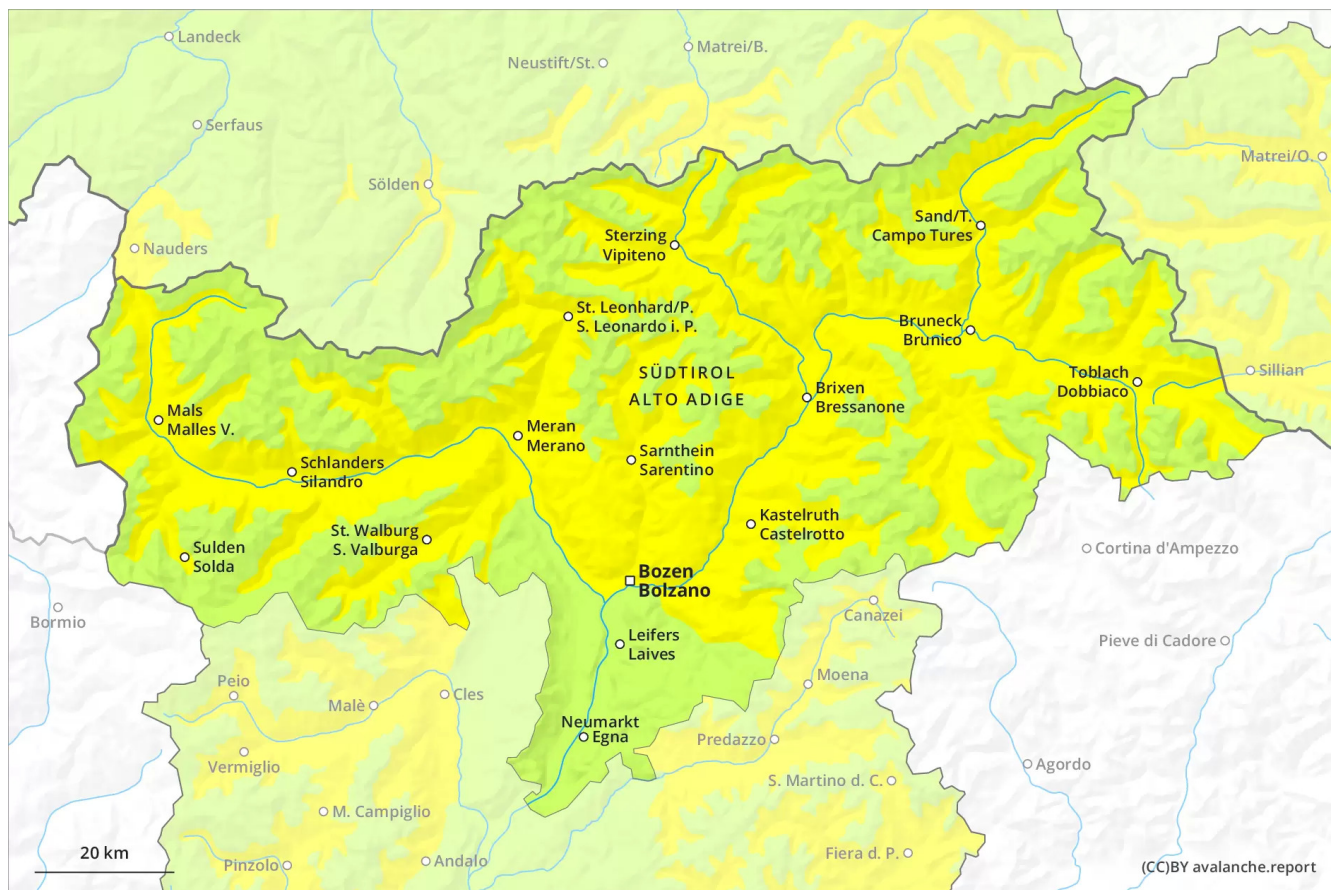 Landeck
Matrei/B.
Neustift/St.
Serfaus
Matrei/O.
Sölden
Sand/T.
Campo Tures
Sterzing
Vipiteno
Nauders
St. Leonhard/P.
S. Leonardo i. P.
Bruneck
Brunico
SÜDTIROL
ALTO ADIGE
Toblach
Dobbiaco
Sillian
Brixen
Bressanone
Mals
Malles V.
Meran
Merano
Schlanders
Silandro
Sarnthein
Sarentino
Kastelruth
Castelrotto
St. Walburg
S. Valburga
Sulden
Solda
Cortina d'Ampezzo
Bozen
Bolzano
Bormio
Canazei
Leifers
Laives
Pieve di Cadore
Peio
Moena
Malè
Cles
Neumarkt
Egna
Predazzo
Vermiglio
Agordo
S. Martino d. C.
M. Campiglio
20 km
Pinzolo
Andalo
Fiera d. P.
(CC)BY avalanche.report